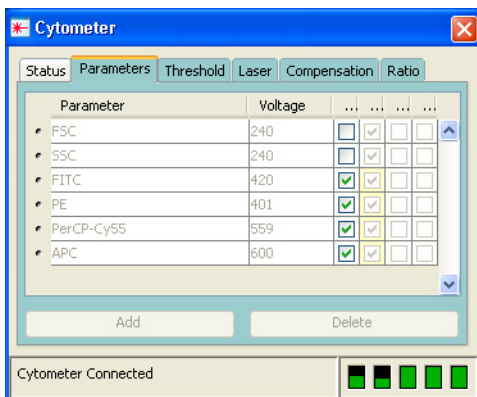 Cytometer
Status Parameters Threshold Laser Compensation Ratio
Parameter Voltage ... ... ... ...
FSC 240
SSC 240
FITC 420
PE 401
PerCP-Cy55 559
APC 600
Add Delete
Cytometer Connected